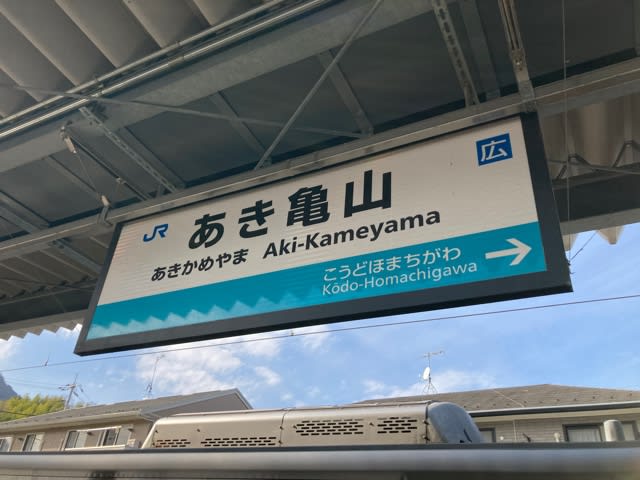 JR
広
あき亀山
あきかめやま Aki-Kameyama
こうどほまちがわ
Kōdo-Homachigawa